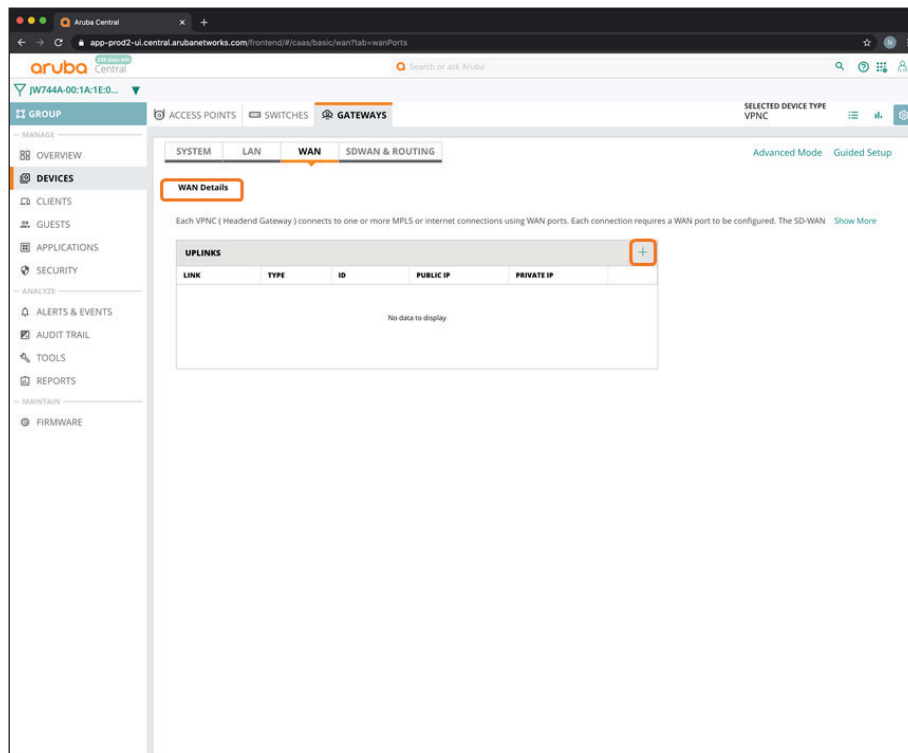 Aruba Central
app-prod2-ui.central.arubanetworks.com/frontend/#/caas/basic/wan?tab=wanPorts
N
aruba Central
Search or ask Aruba
JW744A-00:1A:1E:0...
GROUP
ACCESS POINTS SWITCHES GATEWAYS
SELECTED DEVICE TYPE
VPNC
MANAGE
OVERVIEW
DEVICES
CLIENTS
GUESTS
APPLICATIONS
SECURITY
ANALYZE
ALERTS & EVENTS
AUDIT TRAIL
TOOLS
REPORTS
MAINTAIN
FIRMWARE
SYSTEM LAN WAN SDWAN & ROUTING
Advanced Mode Guided Setup
WAN Details
Each VPNC ( Headend Gateway ) connects to one or more MPLS or internet connections using WAN ports. Each connection requires a WAN port to be configured. The SD-WAN Show More
UPLINKS
LINK TYPE ID PUBLIC IP PRIVATE IP
No data to display